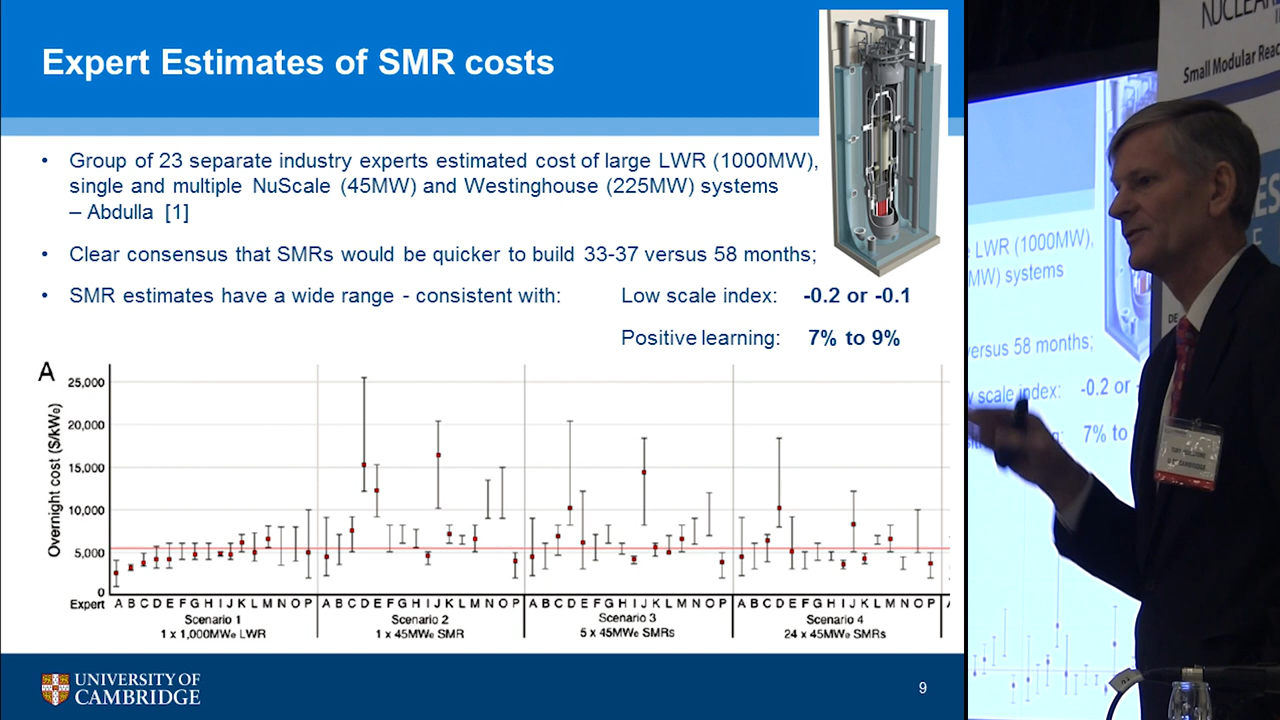 Expert Estimates of SMR costs
• Group of 23 separate industry experts estimated cost of large LWR (1000MW),
single and multiple NuScale (45MW) and Westinghouse (225MW) systems
– Abdulla [1]
• Clear consensus that SMRs would be quicker to build 33-37 versus 58 months;
• SMR estimates have a wide range - consistent with: Low scale index: -0.2 or -0.1
Positive learning: 7% to 9%
A
Overnight cost ($/kWe)
25,000
20,000
15,000
10,000
5,000
0
Expert A B C D E F G H I J K L M N O P A B C D E F G H I J K L M N O P A B C D E F G H I J K L M N O P A B C D E F G H I J K L M N O P A
Scenario 1
1 x 1,000MWe LWR
Scenario 2
1 x 45MWe SMR
Scenario 3
5 x 45MWe SMRs
Scenario 4
24 x 45MWe SMRs
UNIVERSITY OF
CAMBRIDGE
9
NUCLEAR
Small Modular Reac
LWR (1000MW),
MW) systems
versus 58 months;
scale index: -0.2 or
7% to
CAMBRIDGE